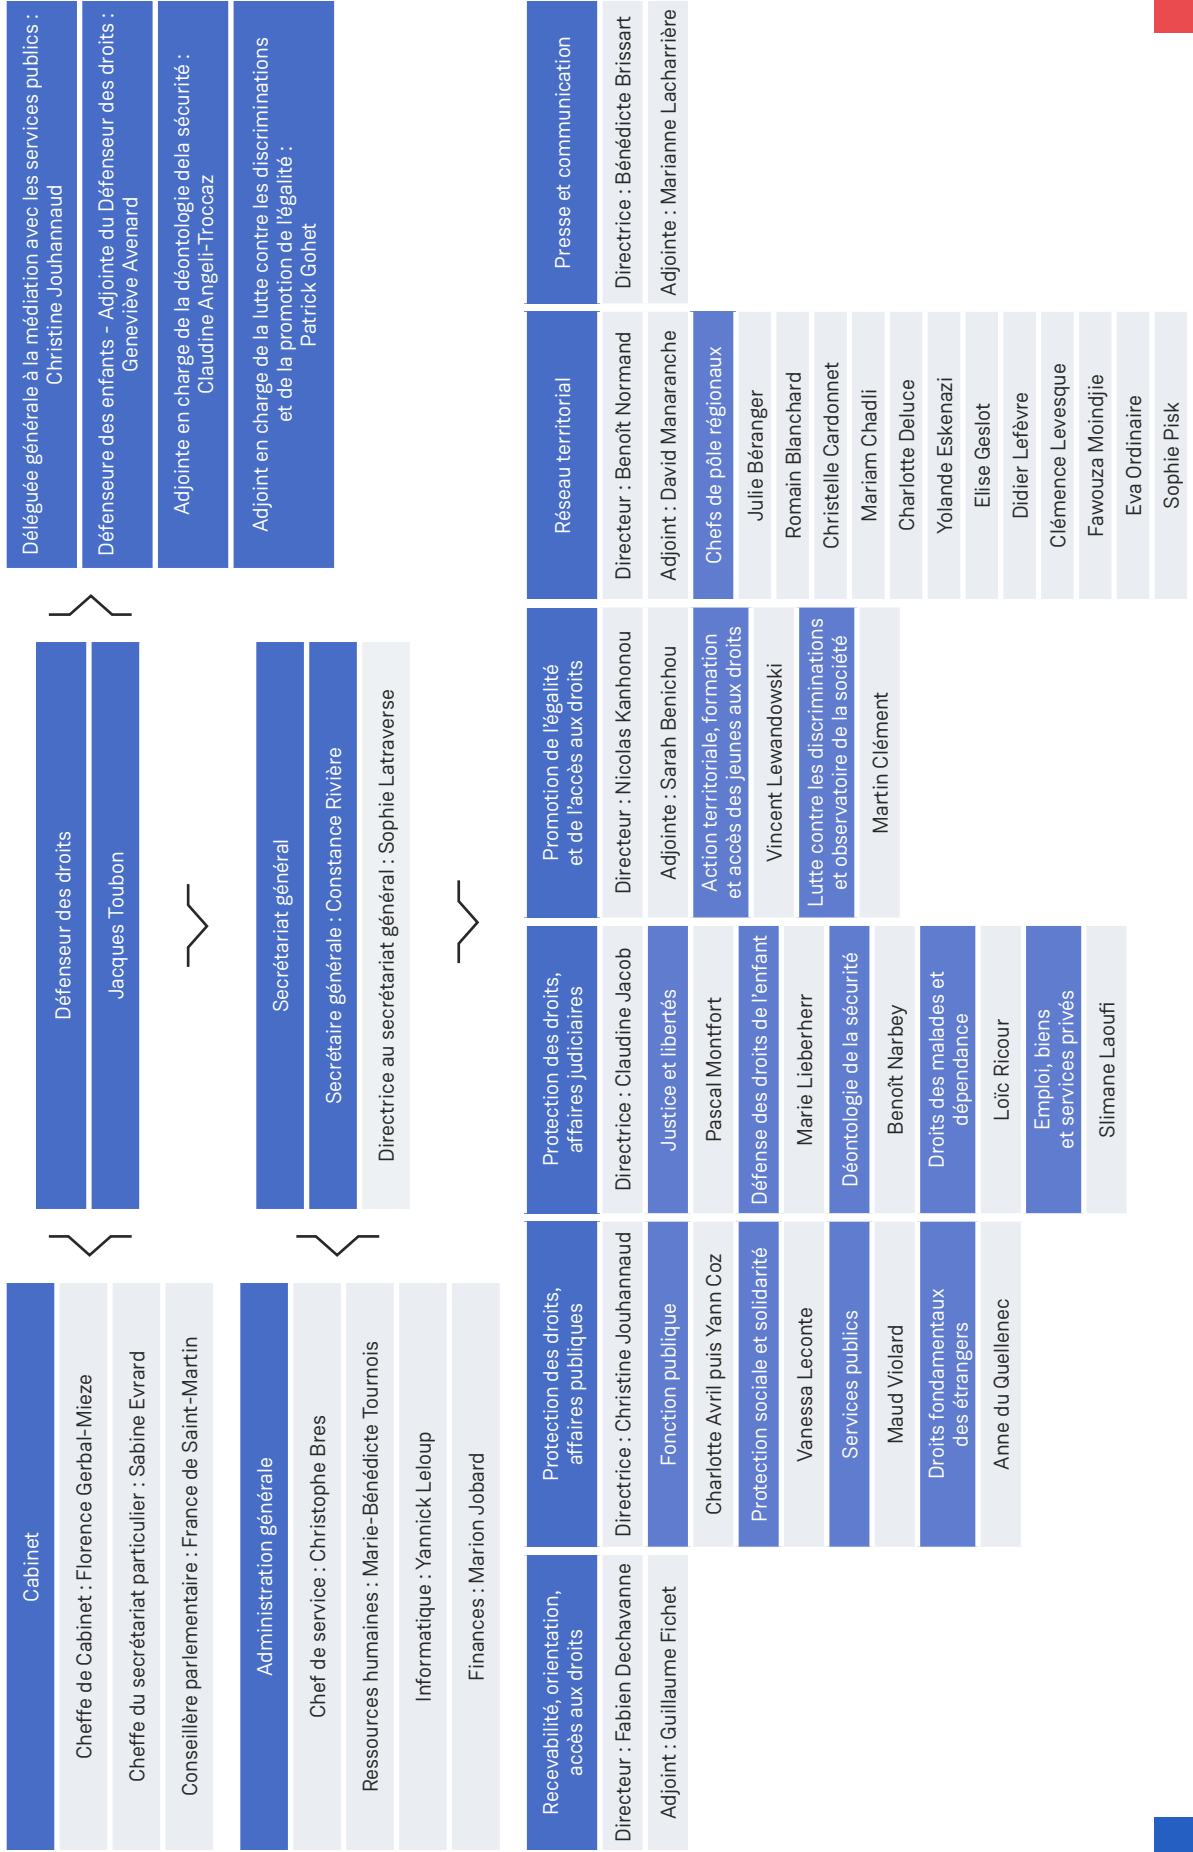 Cabinet
Cheffe de Cabinet : Florence Gerbal-Mieze
Cheffe du secrétariat particulier : Sabine Evrard
Conseillère parlementaire : France de Saint-Martin
Défenseur des droits
Jacques Toubon
Déléguée générale à la médiation avec les services publics :
Christine Jouhannaud
Défenseure des enfants - Adjointe du Défenseur des droits :
Geneviève Avenard
Adjointe en charge de la déontologie dela sécurité :
Claudine Angeli-Troccaz
Adjoint en charge de la lutte contre les discriminations
et de la promotion de l'égalité :
Patrick Gohet
Administration générale
Chef de service : Christophe Bres
Ressources humaines : Marie-Bénédicte Tournois
Informatique : Yannick Leloup
Finances : Marion Jobard
Secrétariat général
Secrétaire générale : Constance Rivière
Directrice au secrétariat général : Sophie Latraverse
Recevabilité, orientation,
accès aux droits
Directeur : Fabien Dechavanne
Adjoint : Guillaume Fichet
Protection des droits,
affaires publiques
Directrice : Christine Jouhannaud
Fonction publique
Charlotte Avril puis Yann Coz
Protection sociale et solidarité
Vanessa Leconte
Services publics
Maud Violard
Droits fondamentaux
des étrangers
Anne du Quellenec
Protection des droits,
affaires judiciaires
Directrice : Claudine Jacob
Justice et libertés
Pascal Montfort
Défense des droits de l'enfant
Marie Lieberherr
Déontologie de la sécurité
Benoît Narbey
Droits des malades et
dépendance
Loïc Ricour
Emploi, biens
et services privés
Slimane Laoufi
Promotion de l'égalité
et de l'accès aux droits
Directeur : Nicolas Kanhonou
Adjointe : Sarah Benichou
Action territoriale, formation
et accès des jeunes aux droits
Vincent Lewandowski
Lutte contre les discriminations
et observatoire de la société
Martin Clément
Réseau territorial
Directeur : Benoît Normand
Adjoint : David Manaranche
Chefs de pôle régionaux
Julie Béranger
Romain Blanchard
Christelle Cardonnet
Mariam Chadli
Charlotte Deluce
Yolande Eskenazi
Elise Geslot
Didier Lefèvre
Clémence Levesque
Fawouza Moindjie
Eva Ordinaire
Sophie Pisk
Presse et communication
Directrice : Bénédicte Brissart
Adjointe : Marianne Lacharrière